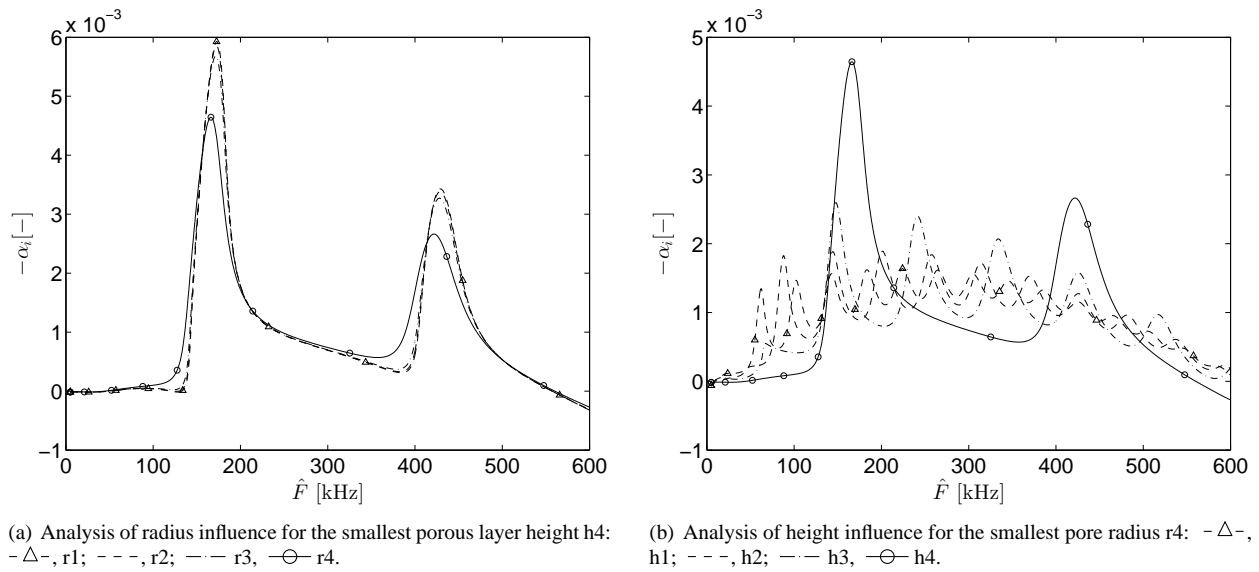 x 10⁻³
6
5
4
3
2
1
0
−1
−αᵢ[−]
0 100 200 300 400 500 600
F̂ [kHz]
(a) Analysis of radius influence for the smallest porous layer height h4:
, r1; , r2; r3, r4.
x 10⁻³
5
4
3
2
1
0
−1
−αᵢ[−]
0 100 200 300 400 500 600
F̂ [kHz]
(b) Analysis of height influence for the smallest pore radius r4: ,
h1; , h2; h3, h4.